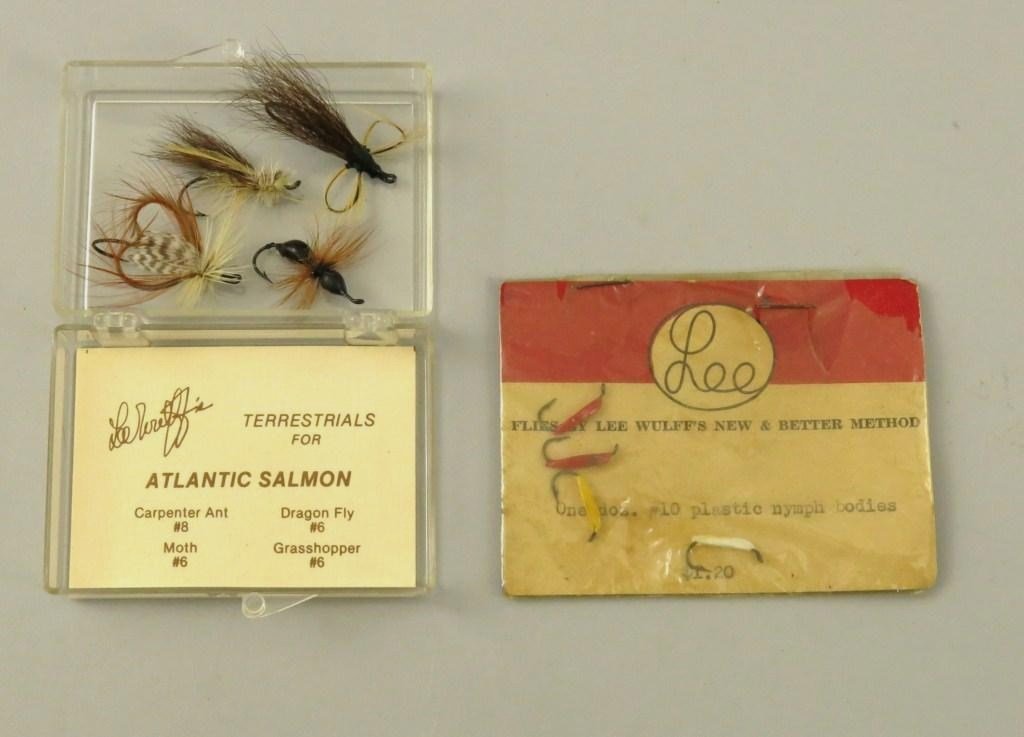 Lee Wulff's
TERRESTRIALS
FOR
ATLANTIC SALMON
Carpenter Ant
#8
Dragon Fly
#6
Moth
#6
Grasshopper
#6
Lee
FLIES BY LEE WULFF'S NEW & BETTER METHOD
One doz. #10 plastic nymph bodies
$1.20